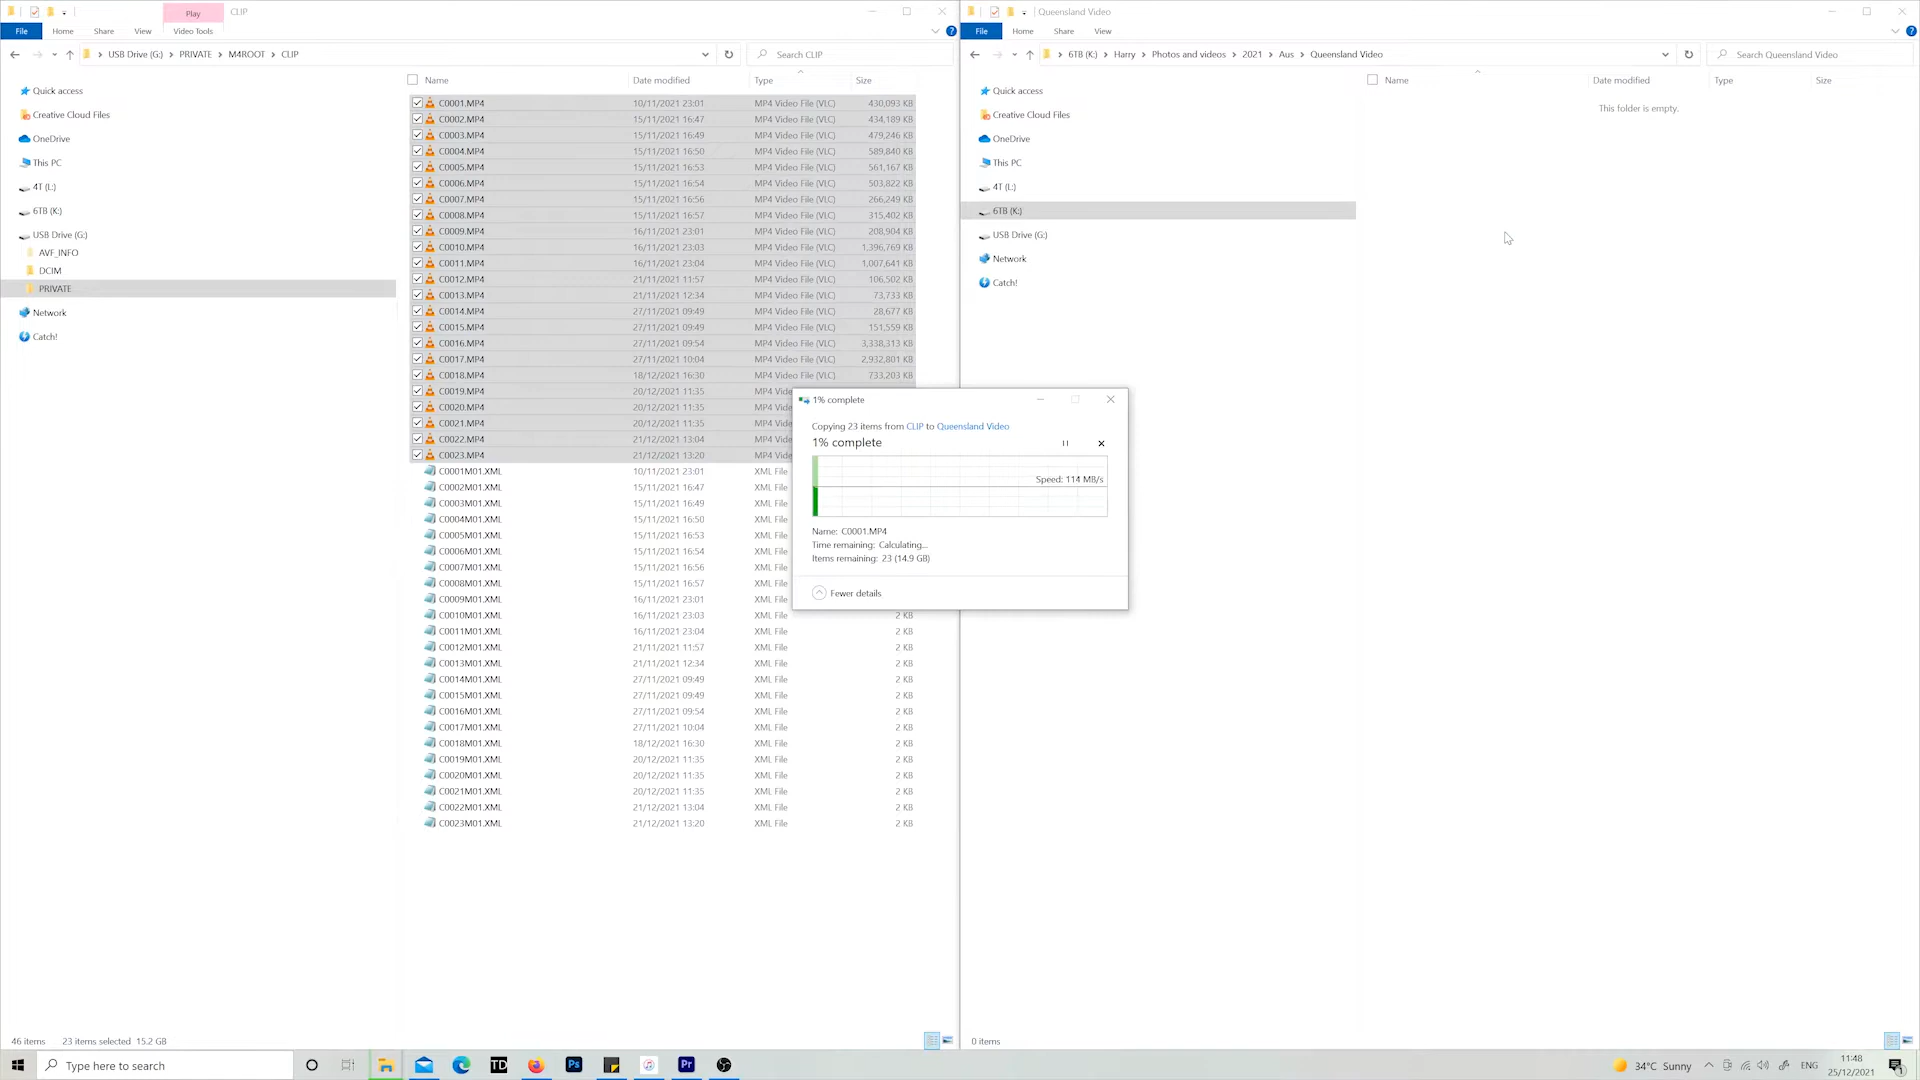 Play
CLIP
File
Home
Share
View
Video Tools
USB Drive (G:) > PRIVATE > M4ROOT > CLIP
Search CLIP
Quick access
Creative Cloud Files
OneDrive
This PC
4T (L:)
6TB (K:)
USB Drive (G:)
AVF_INFO
DCIM
PRIVATE
Network
Catch!
Name Date modified Type Size
C0001.MP4 10/11/2021 23:01 MP4 Video File (VLC) 430,093 KB
C0002.MP4 15/11/2021 16:47 MP4 Video File (VLC) 434,189 KB
C0003.MP4 15/11/2021 16:49 MP4 Video File (VLC) 479,246 KB
C0004.MP4 15/11/2021 16:50 MP4 Video File (VLC) 589,840 KB
C0005.MP4 15/11/2021 16:53 MP4 Video File (VLC) 561,167 KB
C0006.MP4 15/11/2021 16:54 MP4 Video File (VLC) 503,822 KB
C0007.MP4 15/11/2021 16:56 MP4 Video File (VLC) 266,249 KB
C0008.MP4 15/11/2021 16:57 MP4 Video File (VLC) 315,402 KB
C0009.MP4 16/11/2021 23:01 MP4 Video File (VLC) 208,904 KB
C0010.MP4 16/11/2021 23:03 MP4 Video File (VLC) 1,396,769 KB
C0011.MP4 16/11/2021 23:04 MP4 Video File (VLC) 1,007,641 KB
C0012.MP4 21/11/2021 11:57 MP4 Video File (VLC) 106,502 KB
C0013.MP4 21/11/2021 12:34 MP4 Video File (VLC) 73,733 KB
C0014.MP4 27/11/2021 09:49 MP4 Video File (VLC) 28,677 KB
C0015.MP4 27/11/2021 09:49 MP4 Video File (VLC) 151,559 KB
C0016.MP4 27/11/2021 09:54 MP4 Video File (VLC) 3,338,313 KB
C0017.MP4 27/11/2021 10:04 MP4 Video File (VLC) 2,932,801 KB
C0018.MP4 18/12/2021 16:30 MP4 Video File (VLC) 733,203 KB
C0019.MP4 20/12/2021 11:35 MP4 Vide
C0020.MP4 20/12/2021 11:35 MP4 Vide
C0021.MP4 20/12/2021 11:35 MP4 Vide
C0022.MP4 21/12/2021 13:04 MP4 Vide
C0023.MP4 21/12/2021 13:20 MP4 Vide
C0001M01.XML 10/11/2021 23:01 XML File
C0002M01.XML 15/11/2021 16:47 XML File
C0003M01.XML 15/11/2021 16:49 XML File
C0004M01.XML 15/11/2021 16:50 XML File
C0005M01.XML 15/11/2021 16:53 XML File
C0006M01.XML 15/11/2021 16:54 XML File
C0007M01.XML 15/11/2021 16:56 XML File
C0008M01.XML 15/11/2021 16:57 XML File
C0009M01.XML 16/11/2021 23:01 XML File
C0010M01.XML 16/11/2021 23:03 XML File 2 KB
C0011M01.XML 16/11/2021 23:04 XML File 2 KB
C0012M01.XML 21/11/2021 11:57 XML File 2 KB
C0013M01.XML 21/11/2021 12:34 XML File 2 KB
C0014M01.XML 27/11/2021 09:49 XML File 2 KB
C0015M01.XML 27/11/2021 09:49 XML File 2 KB
C0016M01.XML 27/11/2021 09:54 XML File 2 KB
C0017M01.XML 27/11/2021 10:04 XML File 2 KB
C0018M01.XML 18/12/2021 16:30 XML File 2 KB
C0019M01.XML 20/12/2021 11:35 XML File 2 KB
C0020M01.XML 20/12/2021 11:35 XML File 2 KB
C0021M01.XML 20/12/2021 11:35 XML File 2 KB
C0022M01.XML 21/12/2021 13:04 XML File 2 KB
C0023M01.XML 21/12/2021 13:20 XML File 2 KB
46 items 23 items selected 15.2 GB
1% complete
Copying 23 items from CLIP to Queensland Video
1% complete
Speed: 114 MB/s
Name: C0001.MP4
Time remaining: Calculating...
Items remaining: 23 (14.9 GB)
Fewer details
Queensland Video
File
Home
Share
View
6TB (K:) > Harry > Photos and videos > 2021 > Aus > Queensland Video
Search Queensland Video
Quick access
Creative Cloud Files
OneDrive
This PC
4T (L:)
6TB (K:)
USB Drive (G:)
Network
Catch!
Name Date modified Type Size
This folder is empty.
0 items
Type here to search
TD
Ps
Pr
34°C Sunny
ENG
11:48
25/12/2021